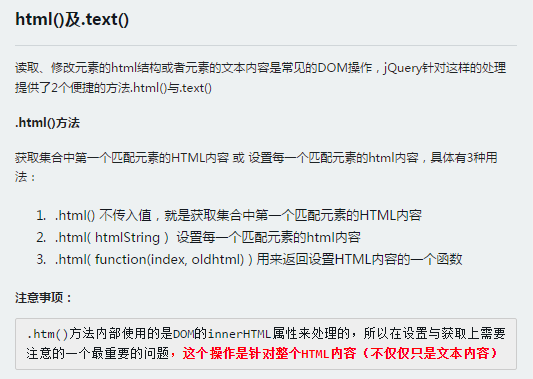 html()及.text()
读取、修改元素的html结构或者元素的文本内容是常见的DOM操作，jQuery针对这样的处理
提供了2个便捷的方法.html()与.text()
.html()方法
获取集合中第一个匹配元素的HTML内容 或 设置每一个匹配元素的html内容，具体有3种用
法：
1. .html() 不传入值，就是获取集合中第一个匹配元素的HTML内容
2. .html( htmlString ) 设置每一个匹配元素的html内容
3. .html( function(index, oldhtml) ) 用来返回设置HTML内容的一个函数
注意事项：
.htm()方法内部使用的是DOM的innerHTML属性来处理的，所以在设置与获取上需要
注意的一个最重要的问题，这个操作是针对整个HTML内容（不仅仅只是文本内容）